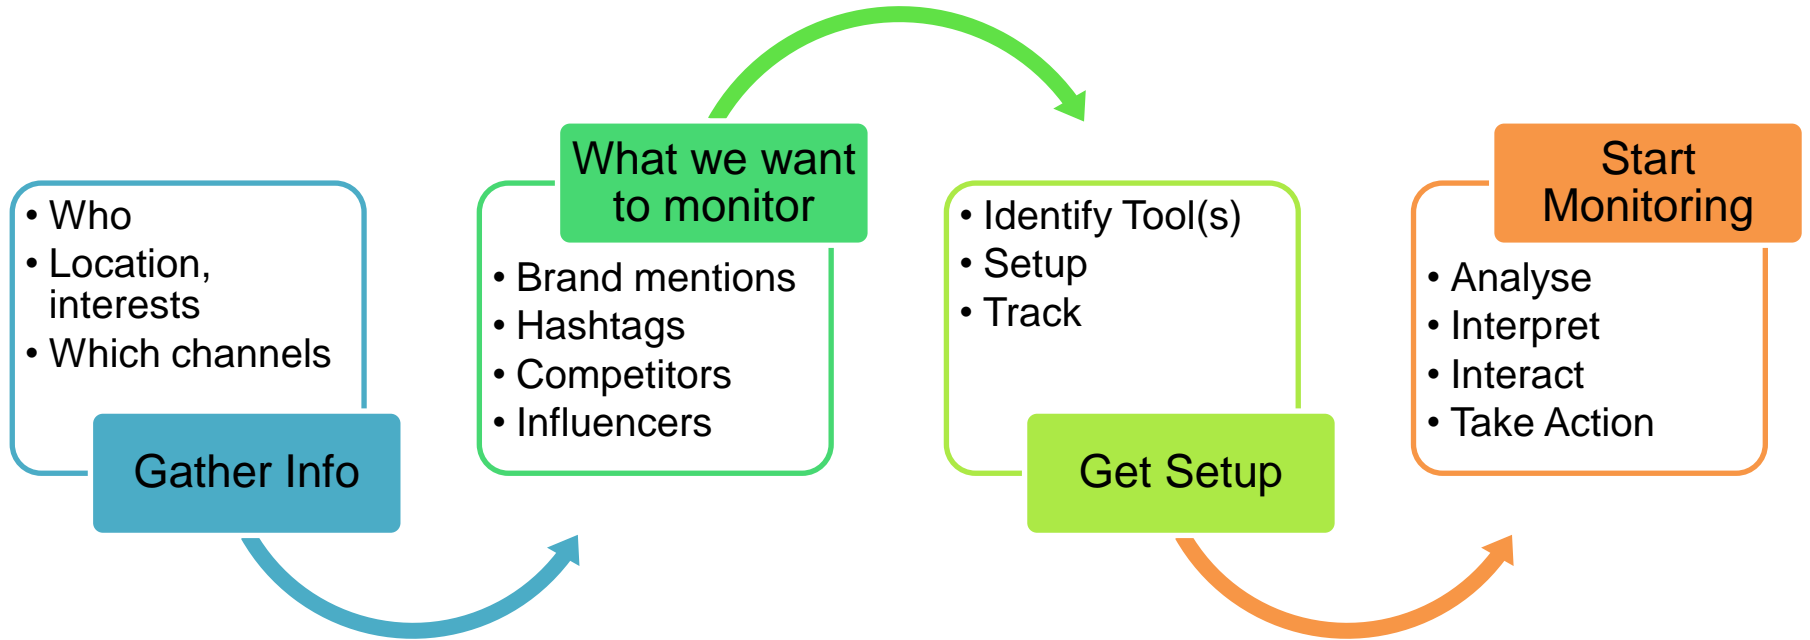 • Who
• Location,
interests
• Which channels
Gather Info
What we want
to monitor
• Brand mentions
• Hashtags
• Competitors
• Influencers
• Identify Tool(s)
• Setup
• Track
Get Setup
Start
Monitoring
• Analyse
• Interpret
• Interact
• Take Action